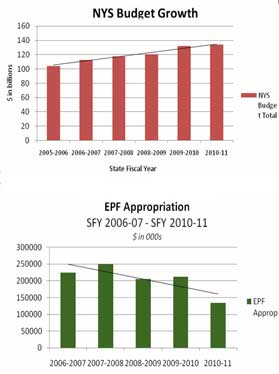 NYS Budget Growth
$ in billions
160
140
120
100
80
60
40
20
0
2005-2006 2006-07 2007-2008 2008-09 2009-2010 2010-11
State Fiscal Year
NYS
Budge
t Total
EPF Appropriation
SFY 2006-07 - SFY 2010-11
$ in 000s
300000
250000
200000
150000
100000
50000
0
2006-2007 2007-2008 2008-2009 2009-2010 2010-11
EPF
Approp